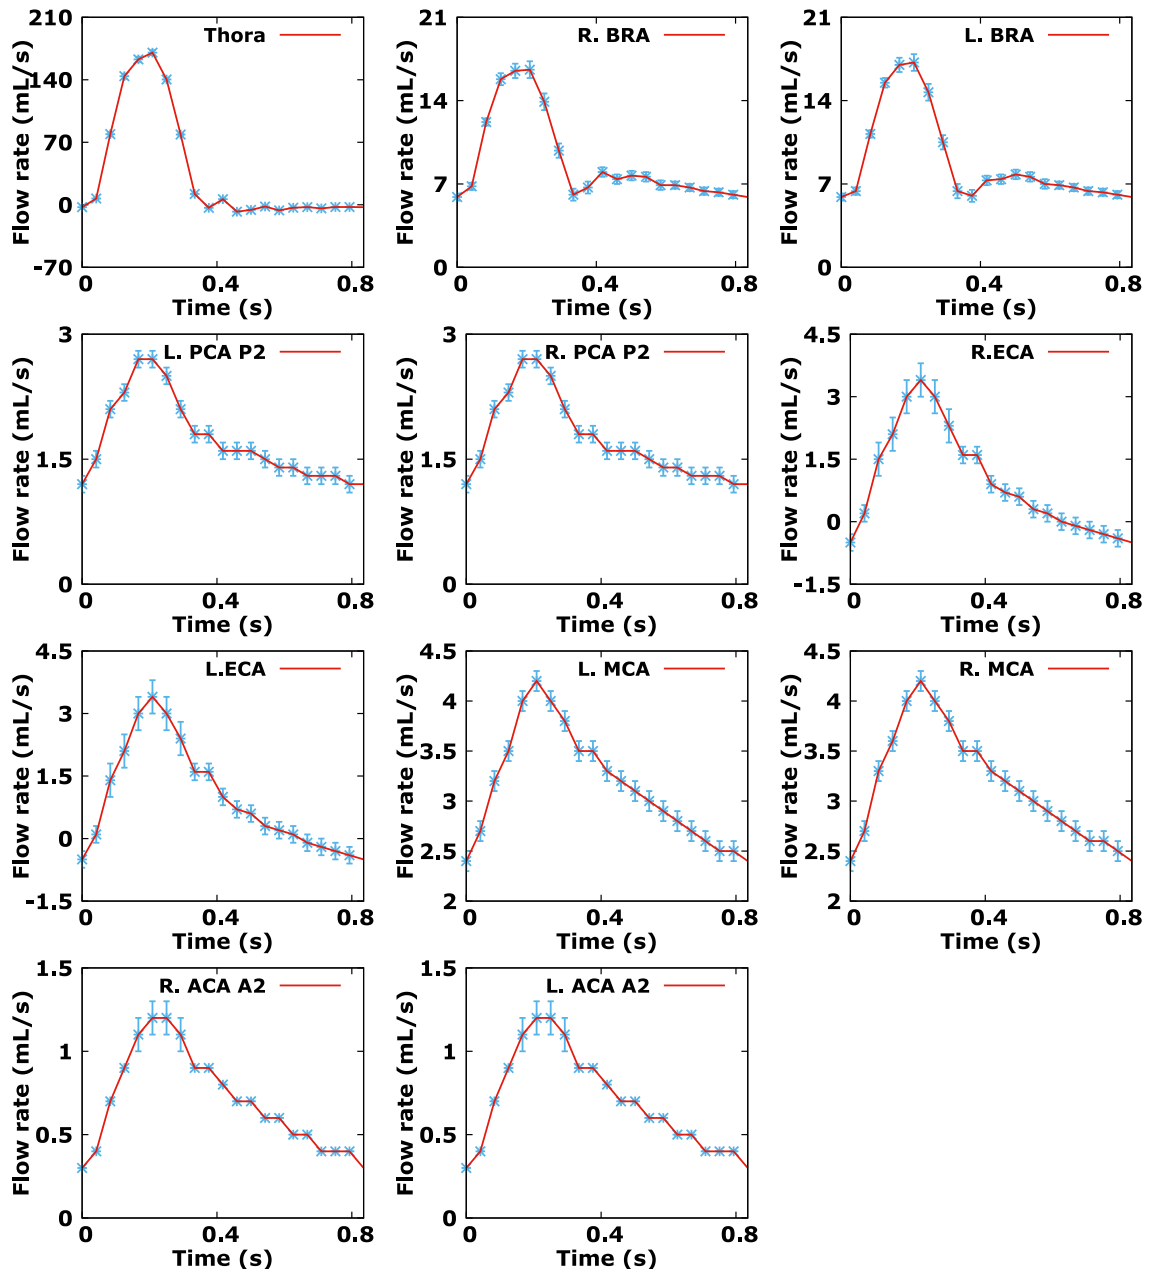 Thora
Flow rate (mL/s)
210
140
70
0
-70
0 0.4 0.8
Time (s)
R. BRA
Flow rate (mL/s)
21
14
7
0
0 0.4 0.8
Time (s)
L. BRA
Flow rate (mL/s)
21
14
7
0
0 0.4 0.8
Time (s)
L. PCA P2
Flow rate (mL/s)
3
1.5
0
0 0.4 0.8
Time (s)
R. PCA P2
Flow rate (mL/s)
3
1.5
0
0 0.4 0.8
Time (s)
R.ECA
Flow rate (mL/s)
4.5
3
1.5
0
-1.5
0 0.4 0.8
Time (s)
L.ECA
Flow rate (mL/s)
4.5
3
1.5
0
-1.5
0 0.4 0.8
Time (s)
L. MCA
Flow rate (mL/s)
4.5
4
3.5
3
2.5
2
0 0.4 0.8
Time (s)
R. MCA
Flow rate (mL/s)
4.5
4
3.5
3
2.5
2
0 0.4 0.8
Time (s)
R. ACA A2
Flow rate (mL/s)
1.5
1
0.5
0
0 0.4 0.8
Time (s)
L. ACA A2
Flow rate (mL/s)
1.5
1
0.5
0
0 0.4 0.8
Time (s)